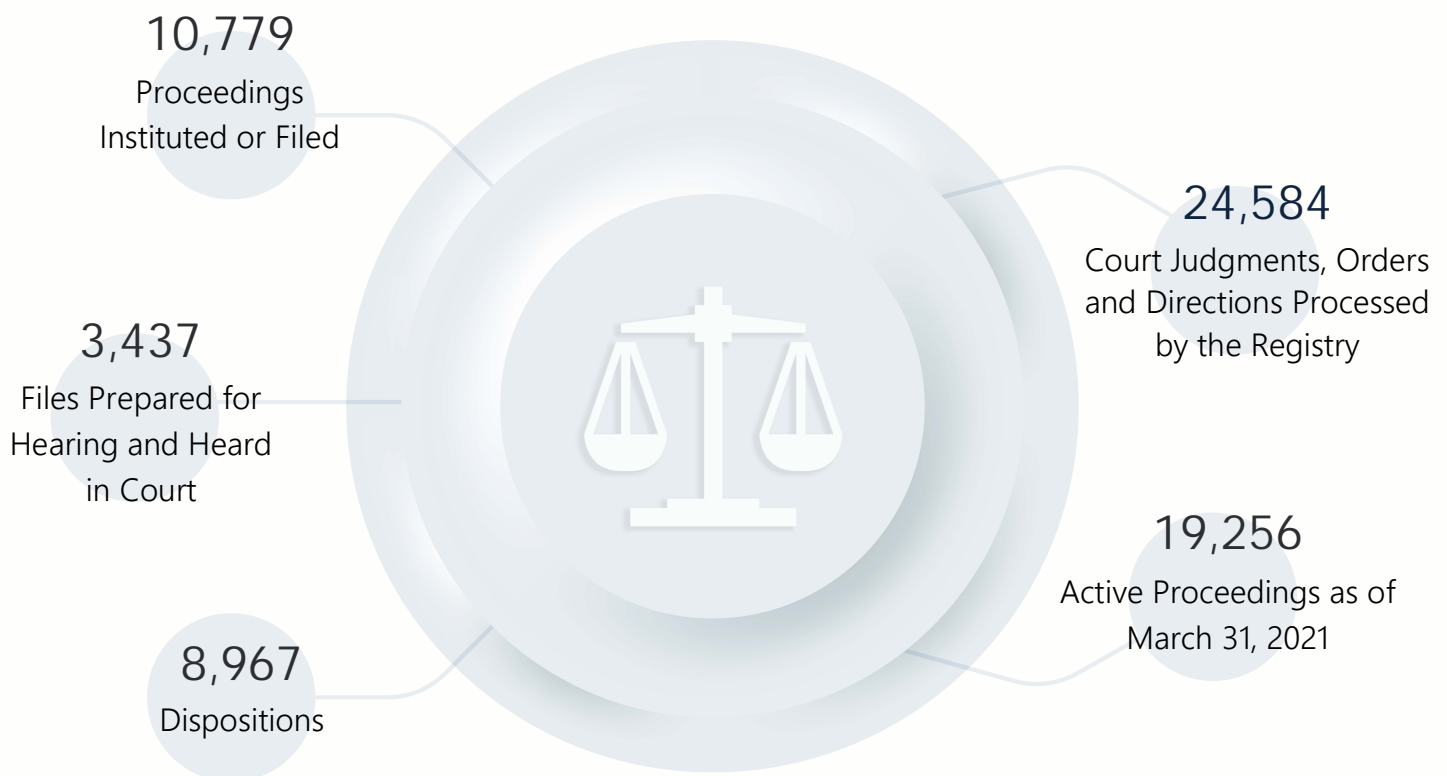 10,779
Proceedings
Instituted or Filed
3,437
Files Prepared for
Hearing and Heard
in Court
8,967
Dispositions
24,584
Court Judgments, Orders
and Directions Processed
by the Registry
19,256
Active Proceedings as of
March 31, 2021